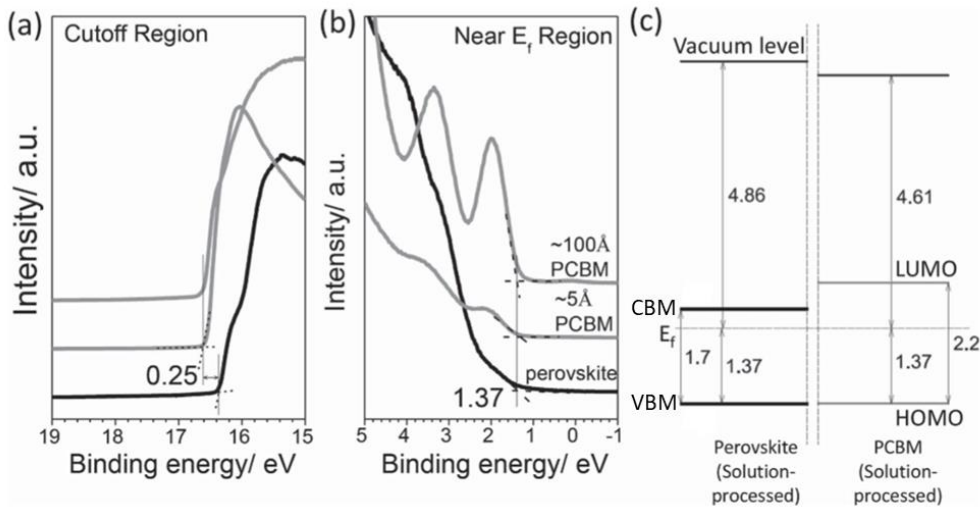 (a)
Cutoff Region
Intensity/ a.u.
0.25
19 18 17 16 15
Binding energy/ eV
(b)
Near Ef Region
Intensity/ a.u.
~100Å
PCBM
~5Å
PCBM
perovskite
1.37
5 4 3 2 1 0 -1
Binding energy/ eV
(c)
Vacuum level
4.86
4.61
LUMO
CBM
Ef
1.7
1.37
1.37
2.2
VBM
HOMO
Perovskite
(Solution-
processed)
PCBM
(Solution-
processed)